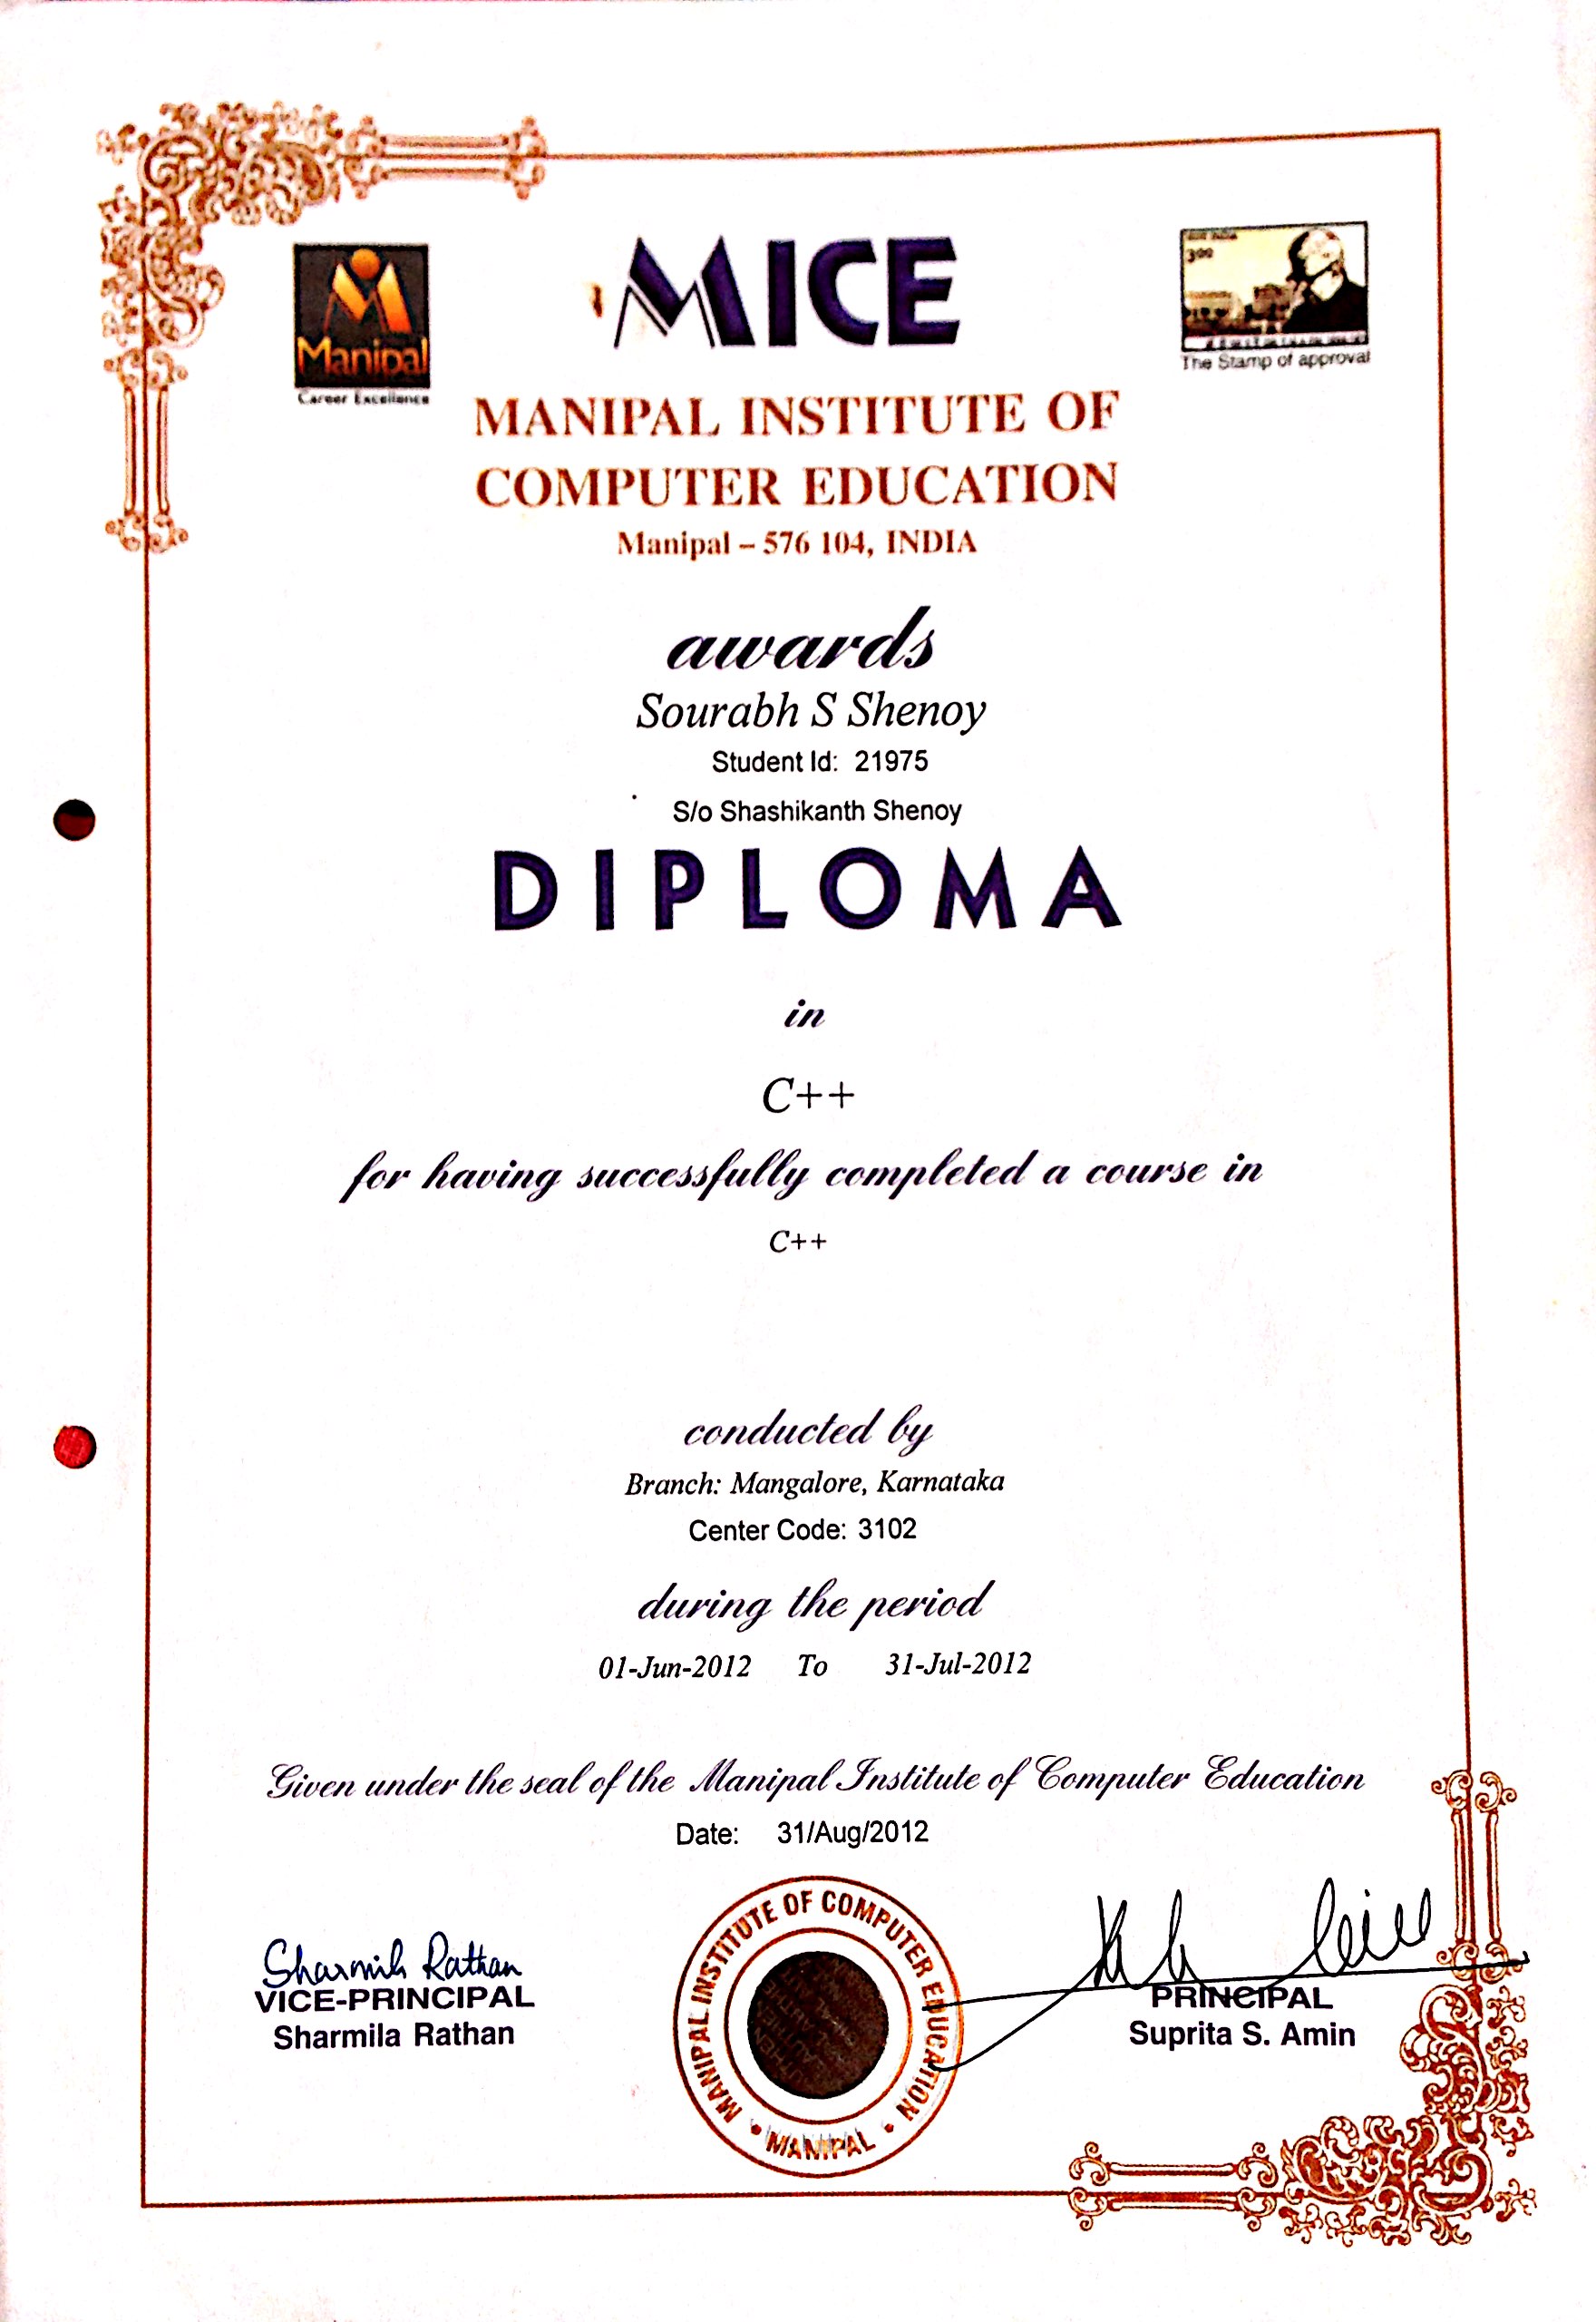 Manipal
Career Excellence
MICE
300
The Stamp of approval
MANIPAL INSTITUTE OF
COMPUTER EDUCATION
Manipal – 576 104, INDIA
awards
Sourabh S Shenoy
Student Id: 21975
S/o Shashikanth Shenoy
DIPLOMA
in
C++
for having successfully completed a course in
C++
conducted by
Branch: Mangalore, Karnataka
Center Code: 3102
during the period
01-Jun-2012 To 31-Jul-2012
Given under the seal of the Manipal Institute of Computer Education
Date: 31/Aug/2012
Sharmila Rathan
VICE-PRINCIPAL
Sharmila Rathan
MANIPAL INSTITUTE OF COMPUTER EDUCATION
• MANIPAL •
PRINCIPAL
Suprita S. Amin